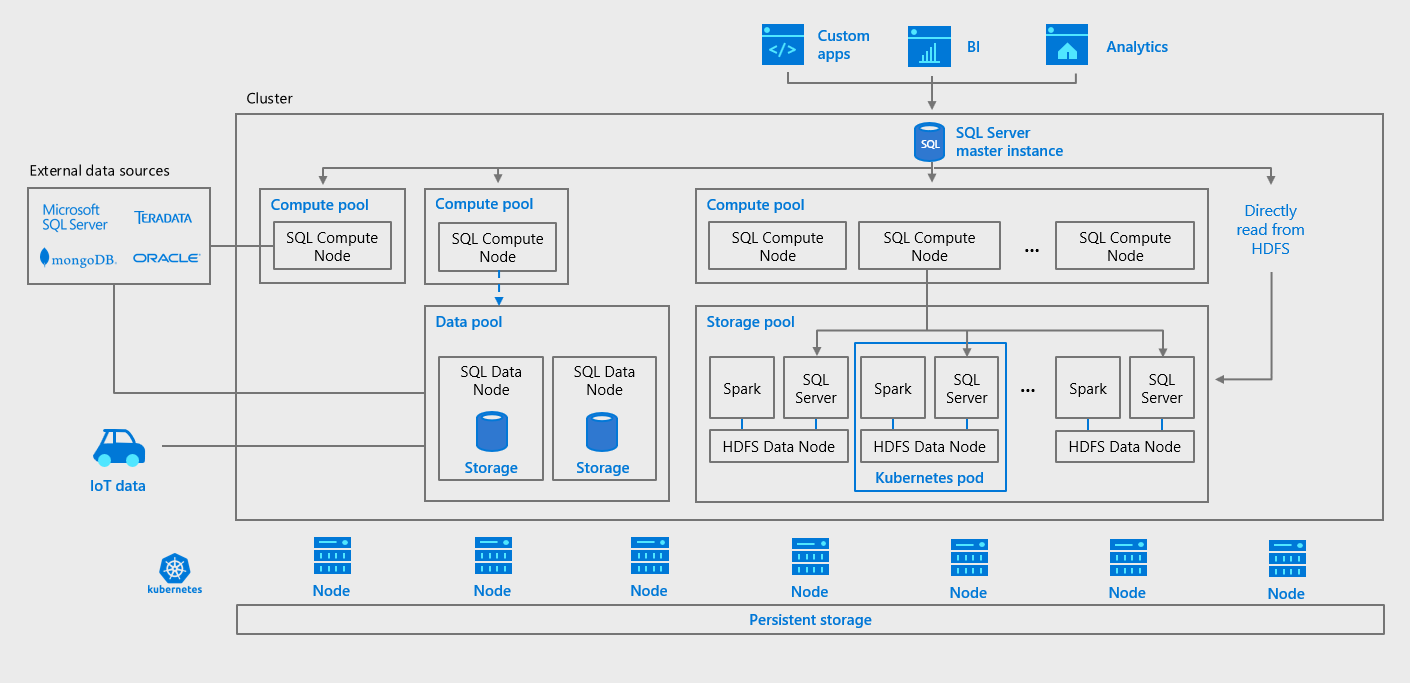 Custom
apps
BI
Analytics
Cluster
SQL
SQL Server
master instance
External data sources
Microsoft
SQL Server
TERADATA
mongoDB.
ORACLE
Compute pool
SQL Compute
Node
Compute pool
SQL Compute
Node
Compute pool
SQL Compute
Node
SQL Compute
Node
...
SQL Compute
Node
Directly
read from
HDFS
Data pool
SQL Data
Node
Storage
SQL Data
Node
Storage
Storage pool
Spark
SQL
Server
HDFS Data Node
Spark
SQL
Server
HDFS Data Node
Kubernetes pod
...
Spark
SQL
Server
HDFS Data Node
IoT data
kubernetes
Node
Node
Node
Node
Node
Node
Node
Persistent storage